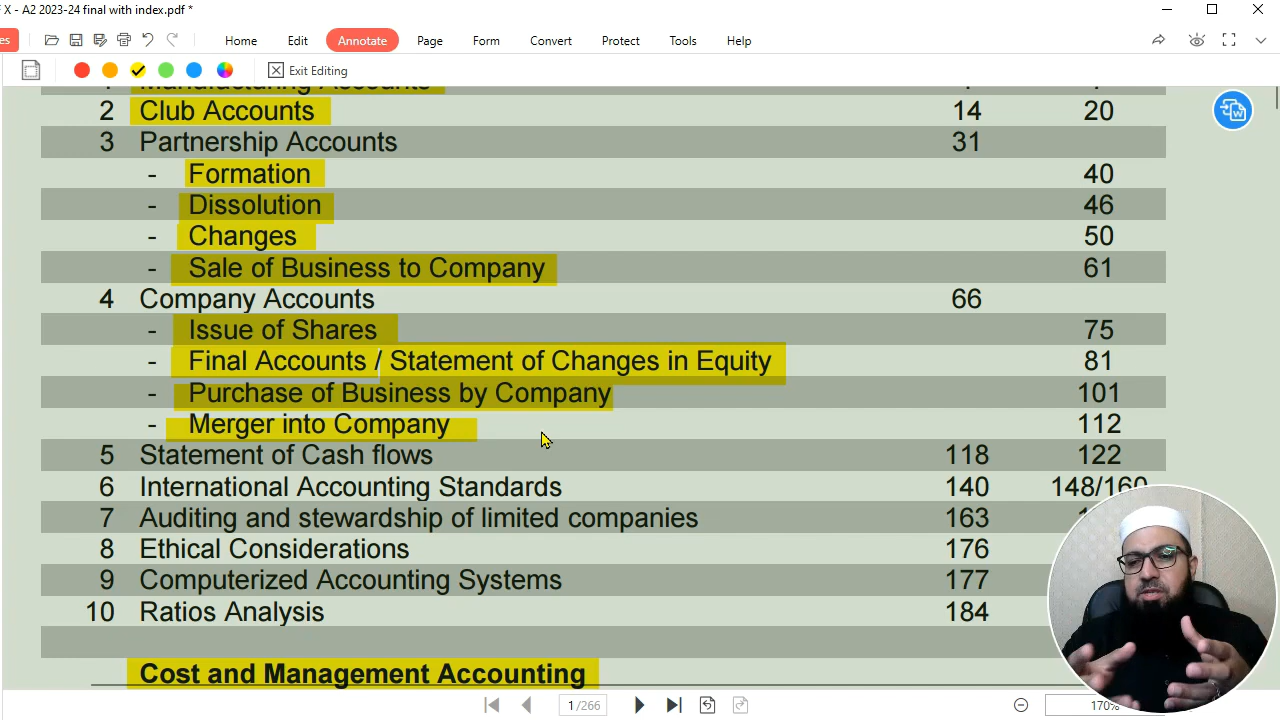 X - A2 2023-24 final with index.pdf *
es Home Edit Annotate Page Form Convert Protect Tools Help
Exit Editing
Manufacturing Accounts
2 Club Accounts 14 20
3 Partnership Accounts 31
- Formation 40
- Dissolution 46
- Changes 50
- Sale of Business to Company 61
4 Company Accounts 66
- Issue of Shares 75
- Final Accounts / Statement of Changes in Equity 81
- Purchase of Business by Company 101
- Merger into Company 112
5 Statement of Cash flows 118 122
6 International Accounting Standards 140 148/160
7 Auditing and stewardship of limited companies 163
8 Ethical Considerations 176
9 Computerized Accounting Systems 177
10 Ratios Analysis 184
Cost and Management Accounting
1 /266 170%